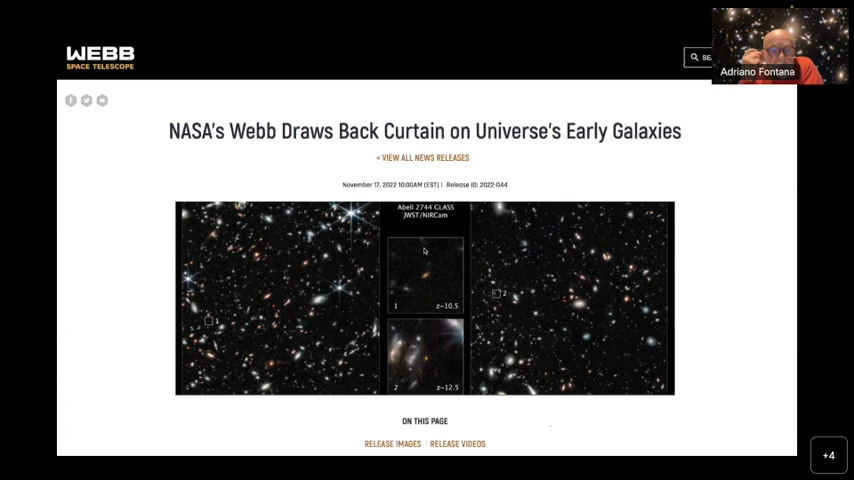 WEBB
SPACE TELESCOPE
SE
Adriano Fontana
NASA's Webb Draws Back Curtain on Universe's Early Galaxies
< VIEW ALL NEWS RELEASES
November 17, 2022 10:00AM (EST) | Release ID: 2022-044
Abell 2744 GLASS
JWST/NIRCam
1
z~10.5
2
1
2
z~12.5
ON THIS PAGE
RELEASE IMAGES | RELEASE VIDEOS
+4